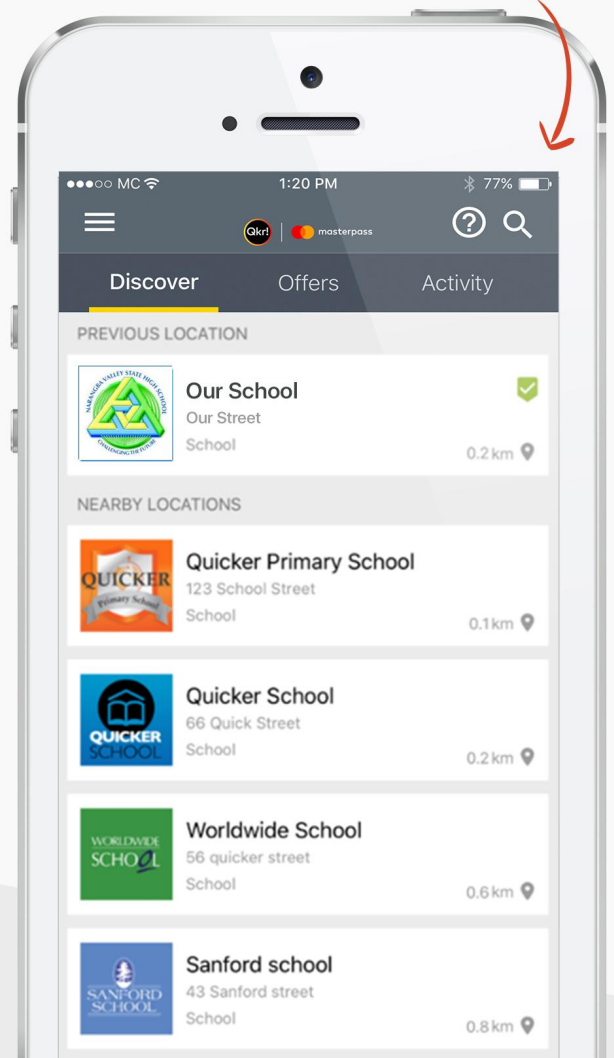 MC
1:20 PM
77%
Qkr!
masterpass
Discover
Offers
Activity
PREVIOUS LOCATION
NARANGBA VALLEY STATE HIGH SCHOOL
CHALLENGING THE FUTURE
Our School
Our Street
School
0.2 km
NEARBY LOCATIONS
QUICKER
Primary School
Quicker Primary School
123 School Street
School
0.1 km
QUICKER
SCHOOL
Quicker School
66 Quick Street
School
0.2 km
WORLDWIDE
SCHOOL
Worldwide School
56 quicker street
School
0.6 km
SANFORD
SCHOOL
Sanford school
43 Sanford street
School
0.8 km